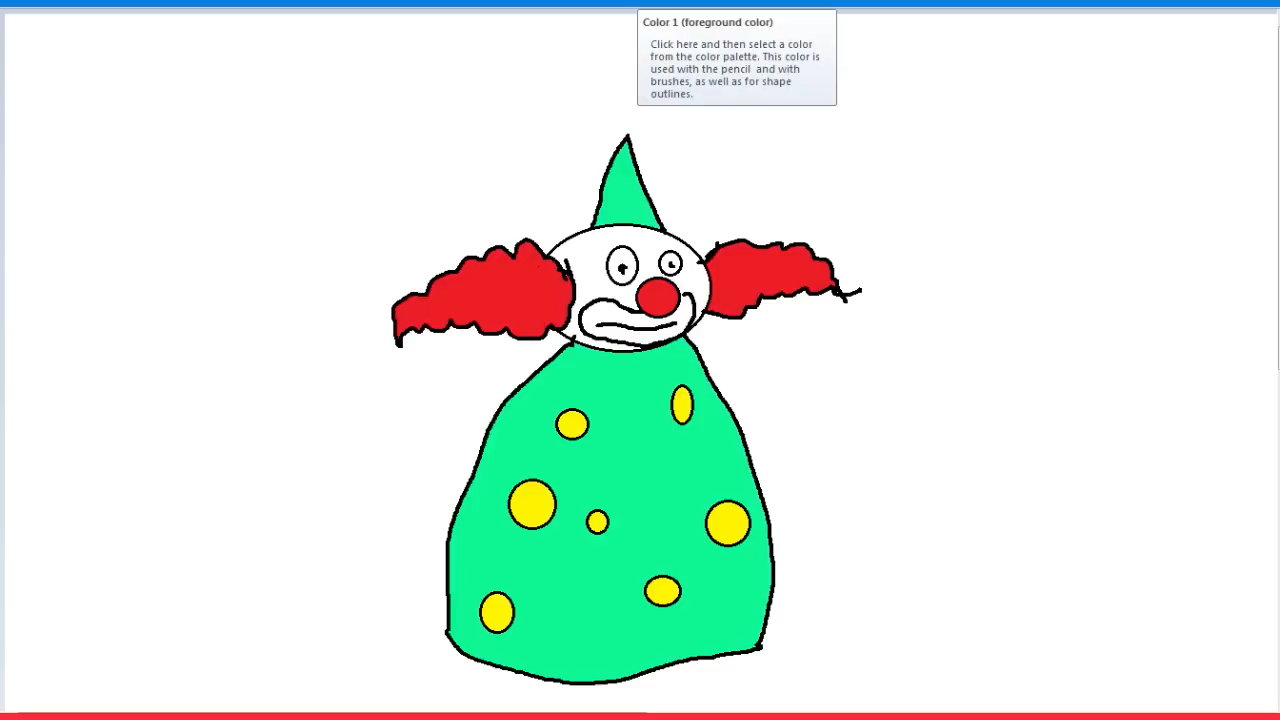 Color 1 (foreground color)
Click here and then select a color
from the color palette. This color is
used with the pencil and with
brushes, as well as for shape
outlines.